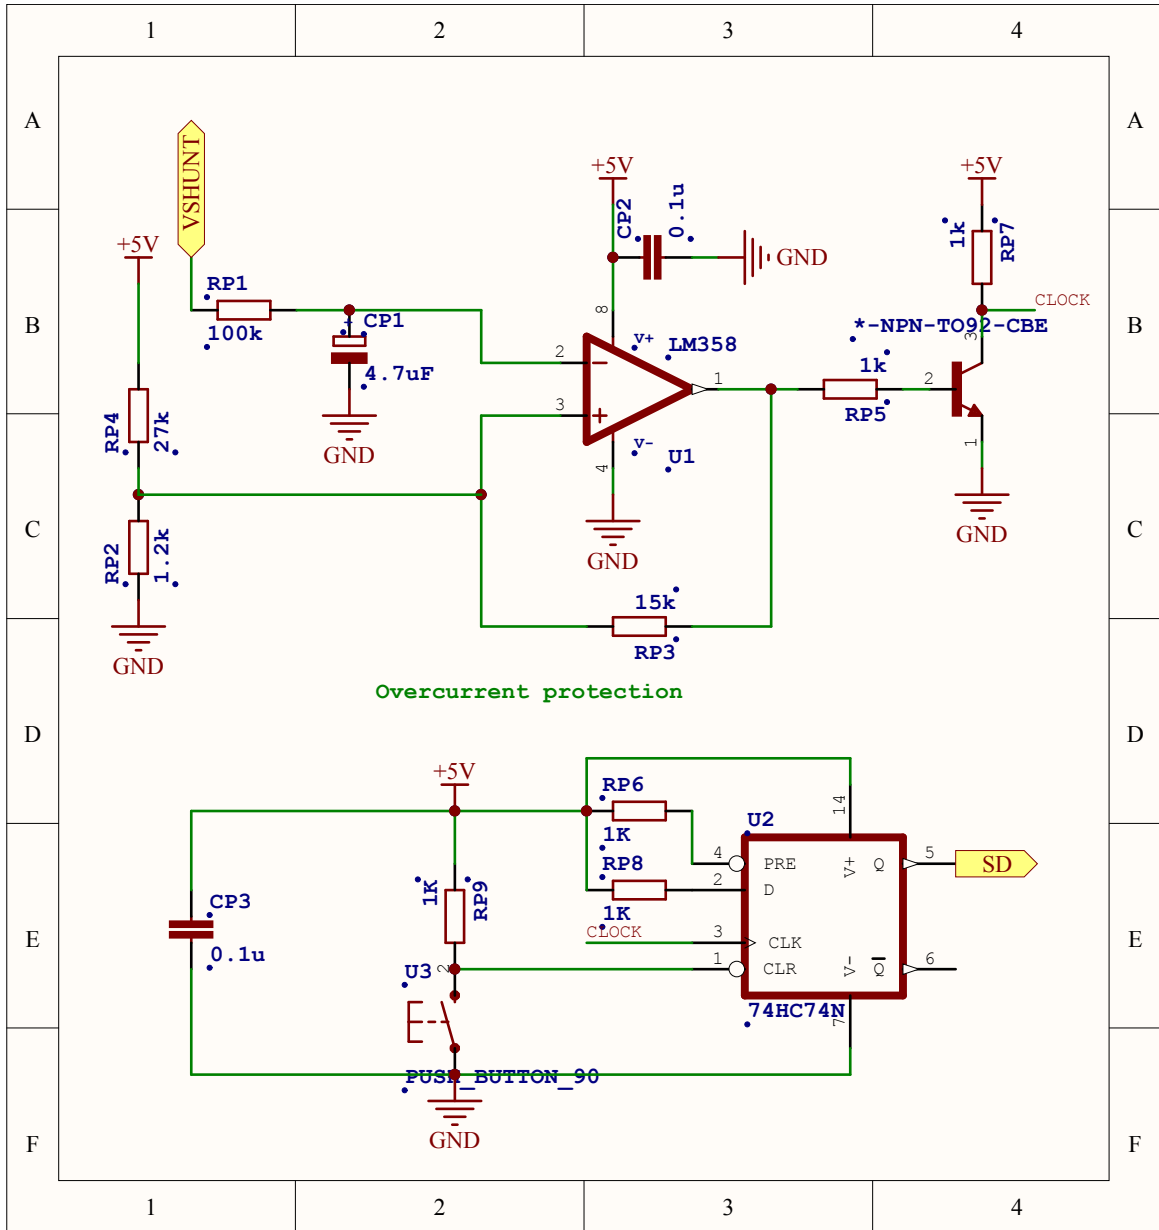 1 2 3 4
A A
VSHUNT
+5V
+5V
CP2
0.1u
GND
1k
RP7
+5V
B B
RP1
100k
+ CP1
4.7uF
GND
8
V+ LM358
2
3
1
V-
4
U1
GND
CLOCK
*-NPN-TO92-CBE
3
1k
2
RP5
1
GND
RP4
27k
C C
RP2
1.2k
GND
15k
RP3
Overcurrent protection
D D
+5V
RP6
1K
RP8
1K
14
U2
4 PRE V+ Q 5 SD
2 D
CLOCK 3 CLK
1 CLR V- Q 6
74HC74N
7
1K
RP9
E E
CP3
0.1u
U3
2
PUSH_BUTTON_90
GND
F F
1 2 3 4